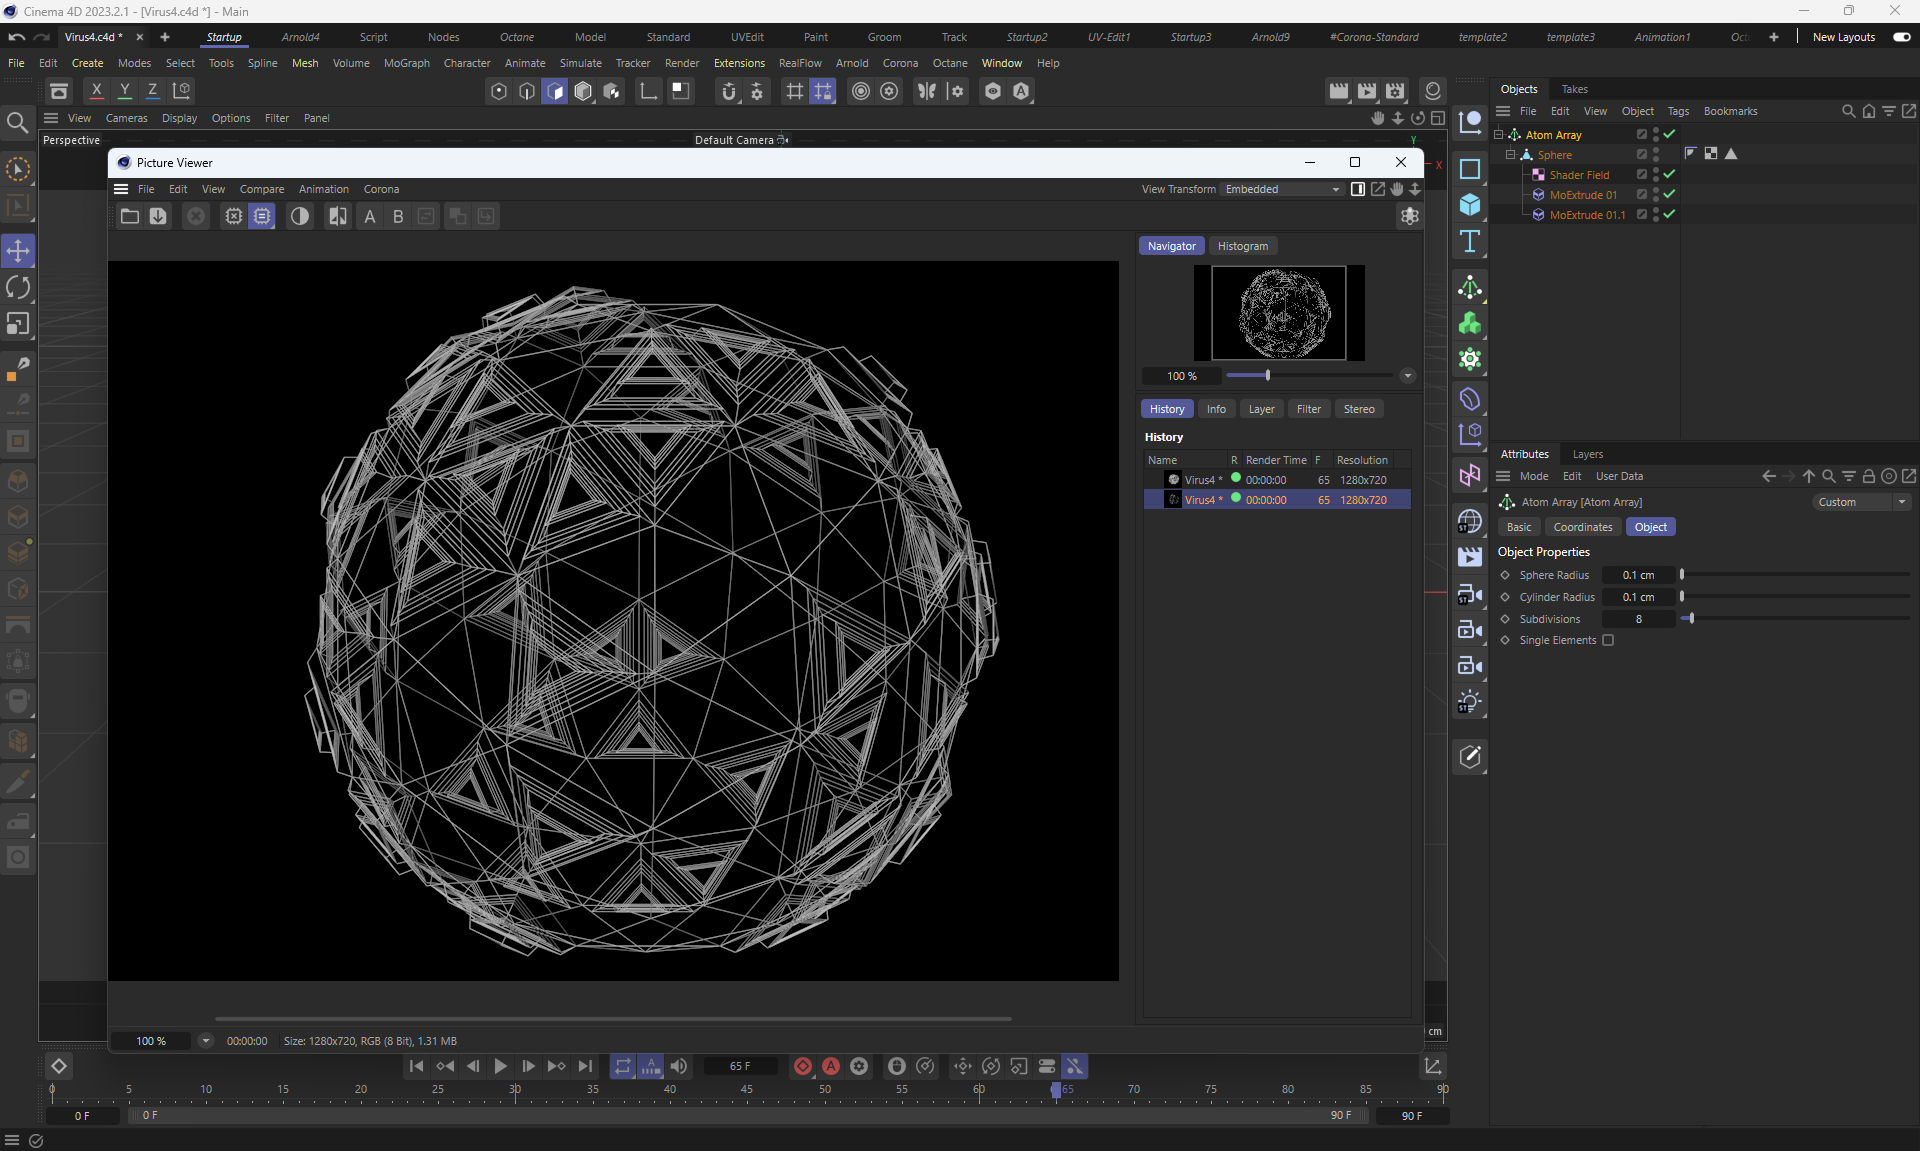 Cinema 4D 2023.2.1 - [Virus4.c4d *] - Main
Virus4.c4d * Startup Arnold4 Script Nodes Octane Model Standard UVEdit Paint Groom Track Startup2 UV-Edit1 Startup3 Arnold9 #Corona-Standard template2 template3 Animation1 Oct New Layouts
File Edit Create Modes Select Tools Spline Mesh Volume MoGraph Character Animate Simulate Tracker Render Extensions RealFlow Arnold Corona Octane Window Help
X Y Z
Objects Takes
View Cameras Display Options Filter Panel
File Edit View Object Tags Bookmarks
Perspective
Default Camera
Y
X
Atom Array
Sphere
Shader Field
MoExtrude 01
MoExtrude 01.1
Picture Viewer
File Edit View Compare Animation Corona
View Transform Embedded
A B
Navigator Histogram
100 %
History Info Layer Filter Stereo
History
Name R Render Time F Resolution
Virus4 * 00:00:00 65 1280x720
Virus4 * 00:00:00 65 1280x720
Attributes Layers
Mode Edit User Data
Atom Array [Atom Array]
Custom
Basic Coordinates Object
Object Properties
Sphere Radius 0.1 cm
Cylinder Radius 0.1 cm
Subdivisions 8
Single Elements
ST
ST
ST
cm
100 % 00:00:00 Size: 1280x720, RGB (8 Bit), 1.31 MB
65 F
0 5 10 15 20 25 30 35 40 45 50 55 60 65 70 75 80 85 90
0 F 0 F 90 F 90 F